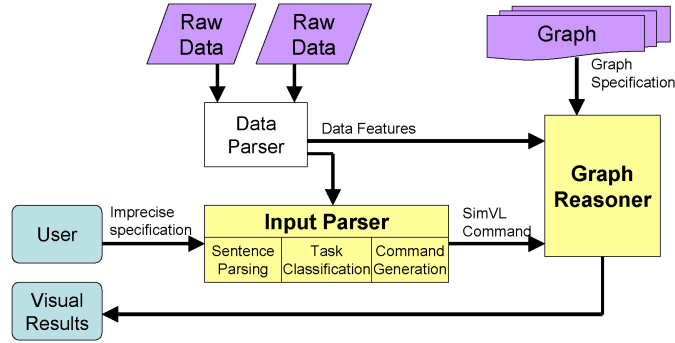 Raw
Data
Raw
Data
Graph
Graph
Specification
Data
Parser
Data Features
Graph
Reasoner
User
Imprecise
specification
Input Parser
Sentence
Parsing
Task
Classification
Command
Generation
SimVL
Command
Visual
Results